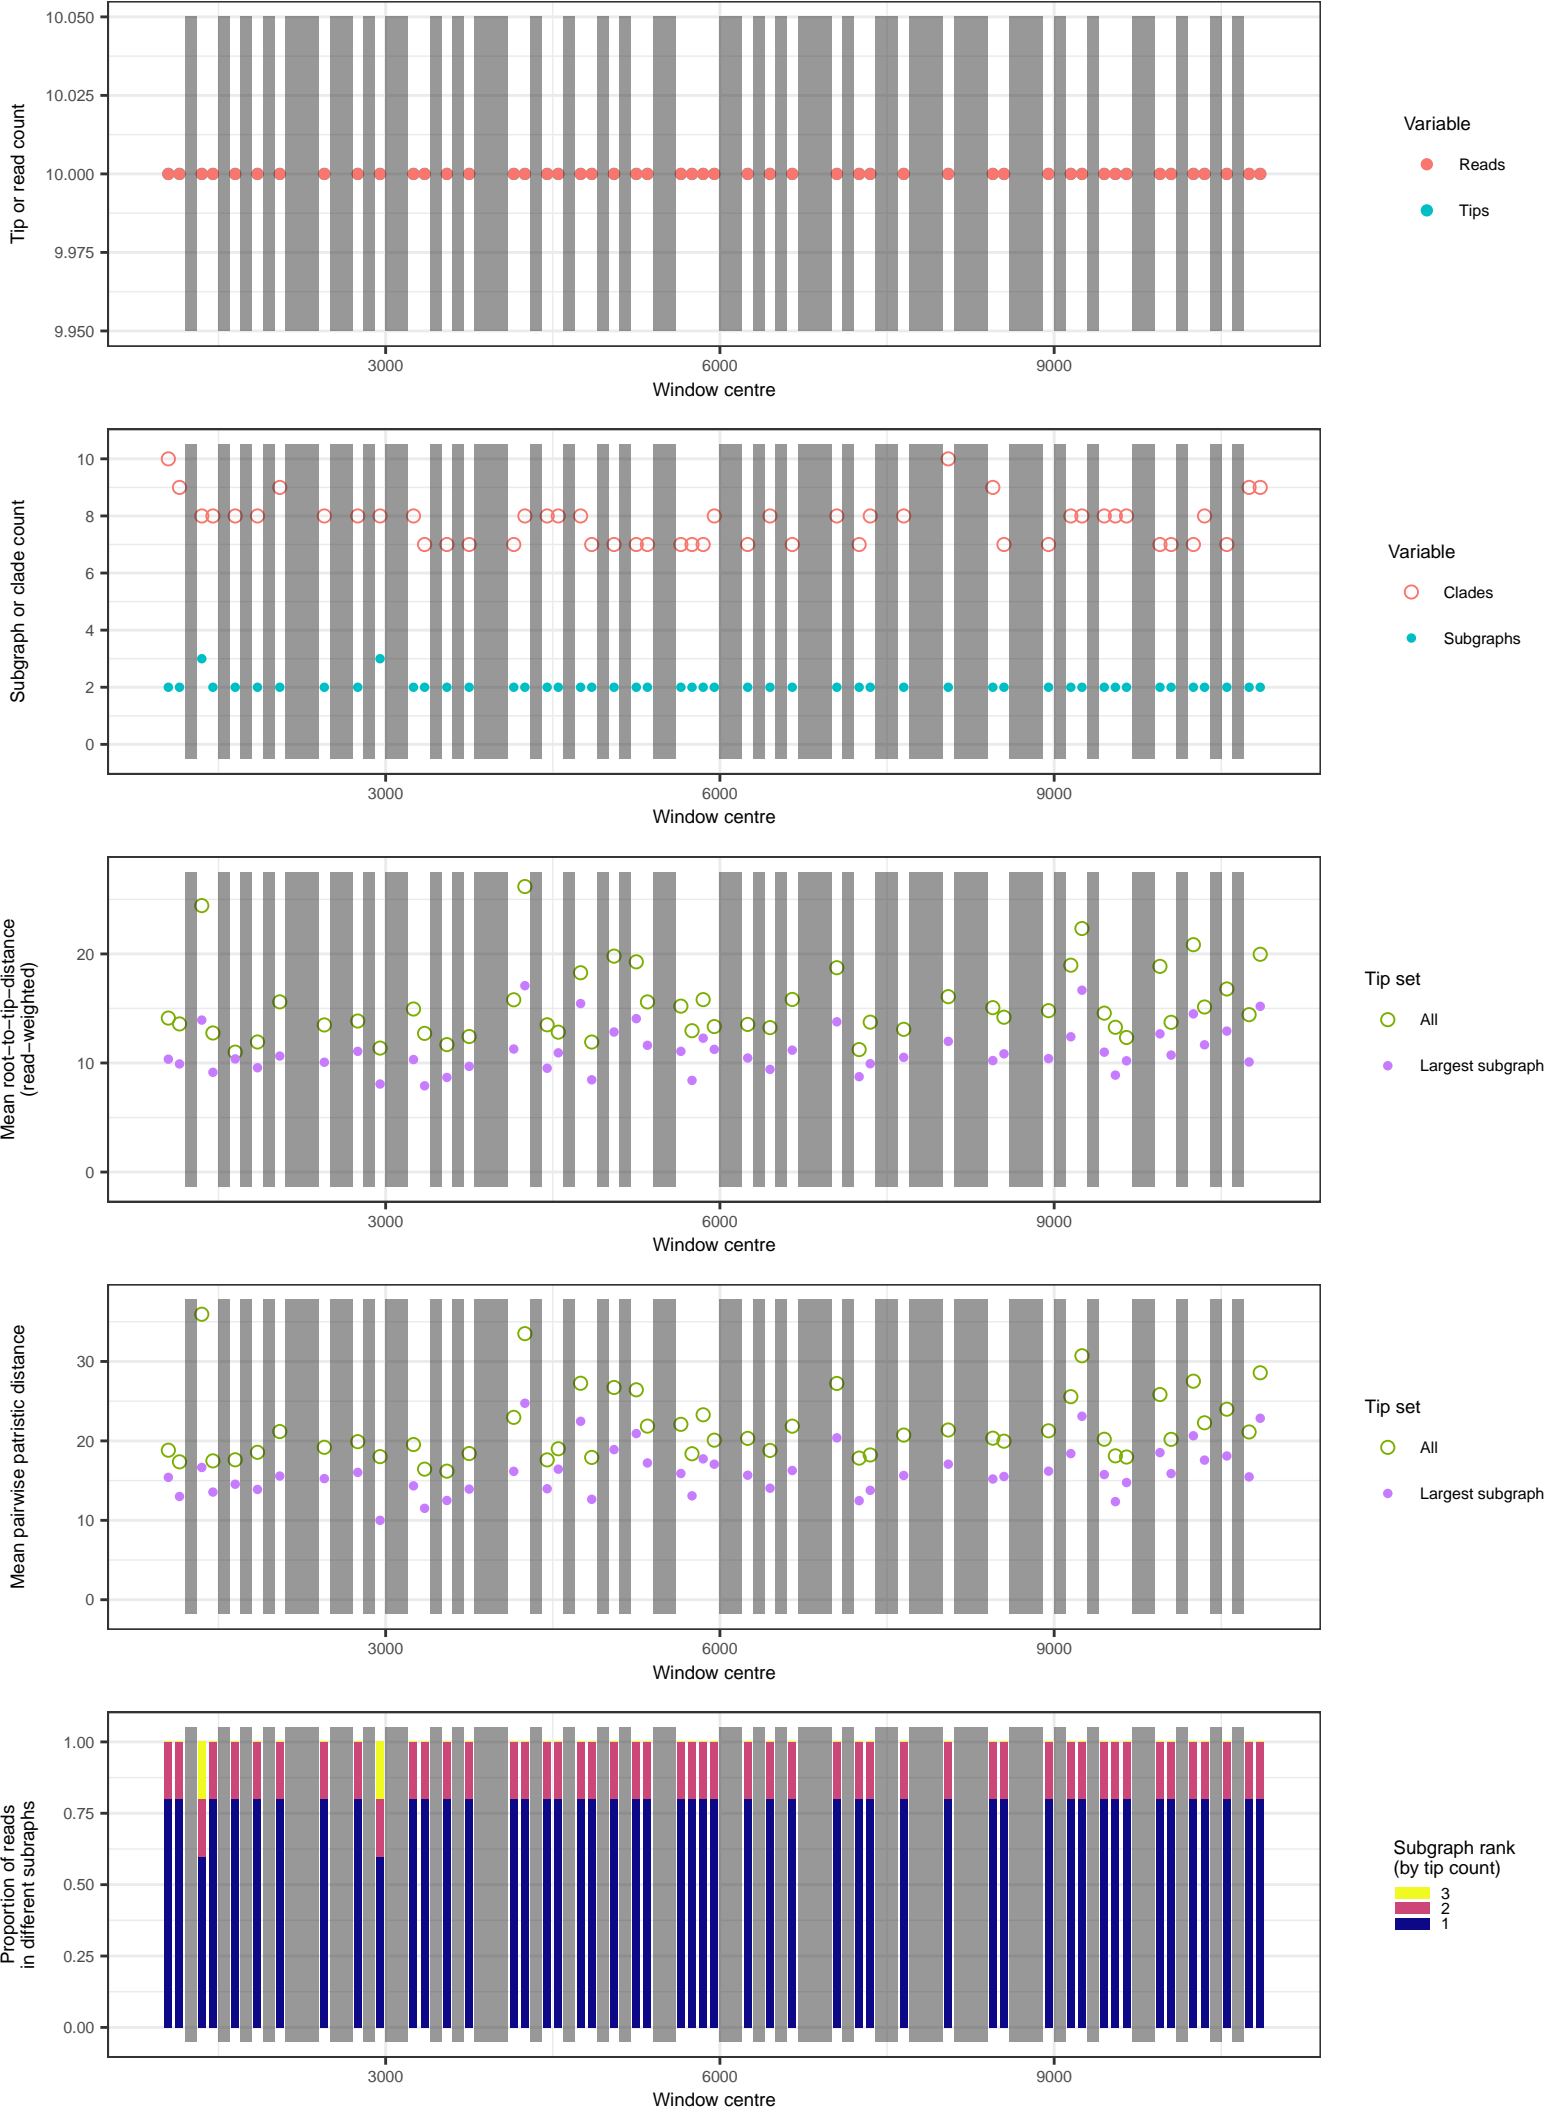 10.050
10.025
10.000
9.975
9.950
Tip or read count
3000 6000 9000
Window centre
Variable
Reads
Tips
10
8
6
4
2
0
Subgraph or clade count
3000 6000 9000
Window centre
Variable
Clades
Subgraphs
20
10
0
Mean root−to−tip−distance
(read−weighted)
3000 6000 9000
Window centre
Tip set
All
Largest subgraph
30
20
10
0
Mean pairwise patristic distance
3000 6000 9000
Window centre
Tip set
All
Largest subgraph
1.00
0.75
0.50
0.25
0.00
Proportion of reads
in different subraphs
3000 6000 9000
Window centre
Subgraph rank
(by tip count)
3
2
1